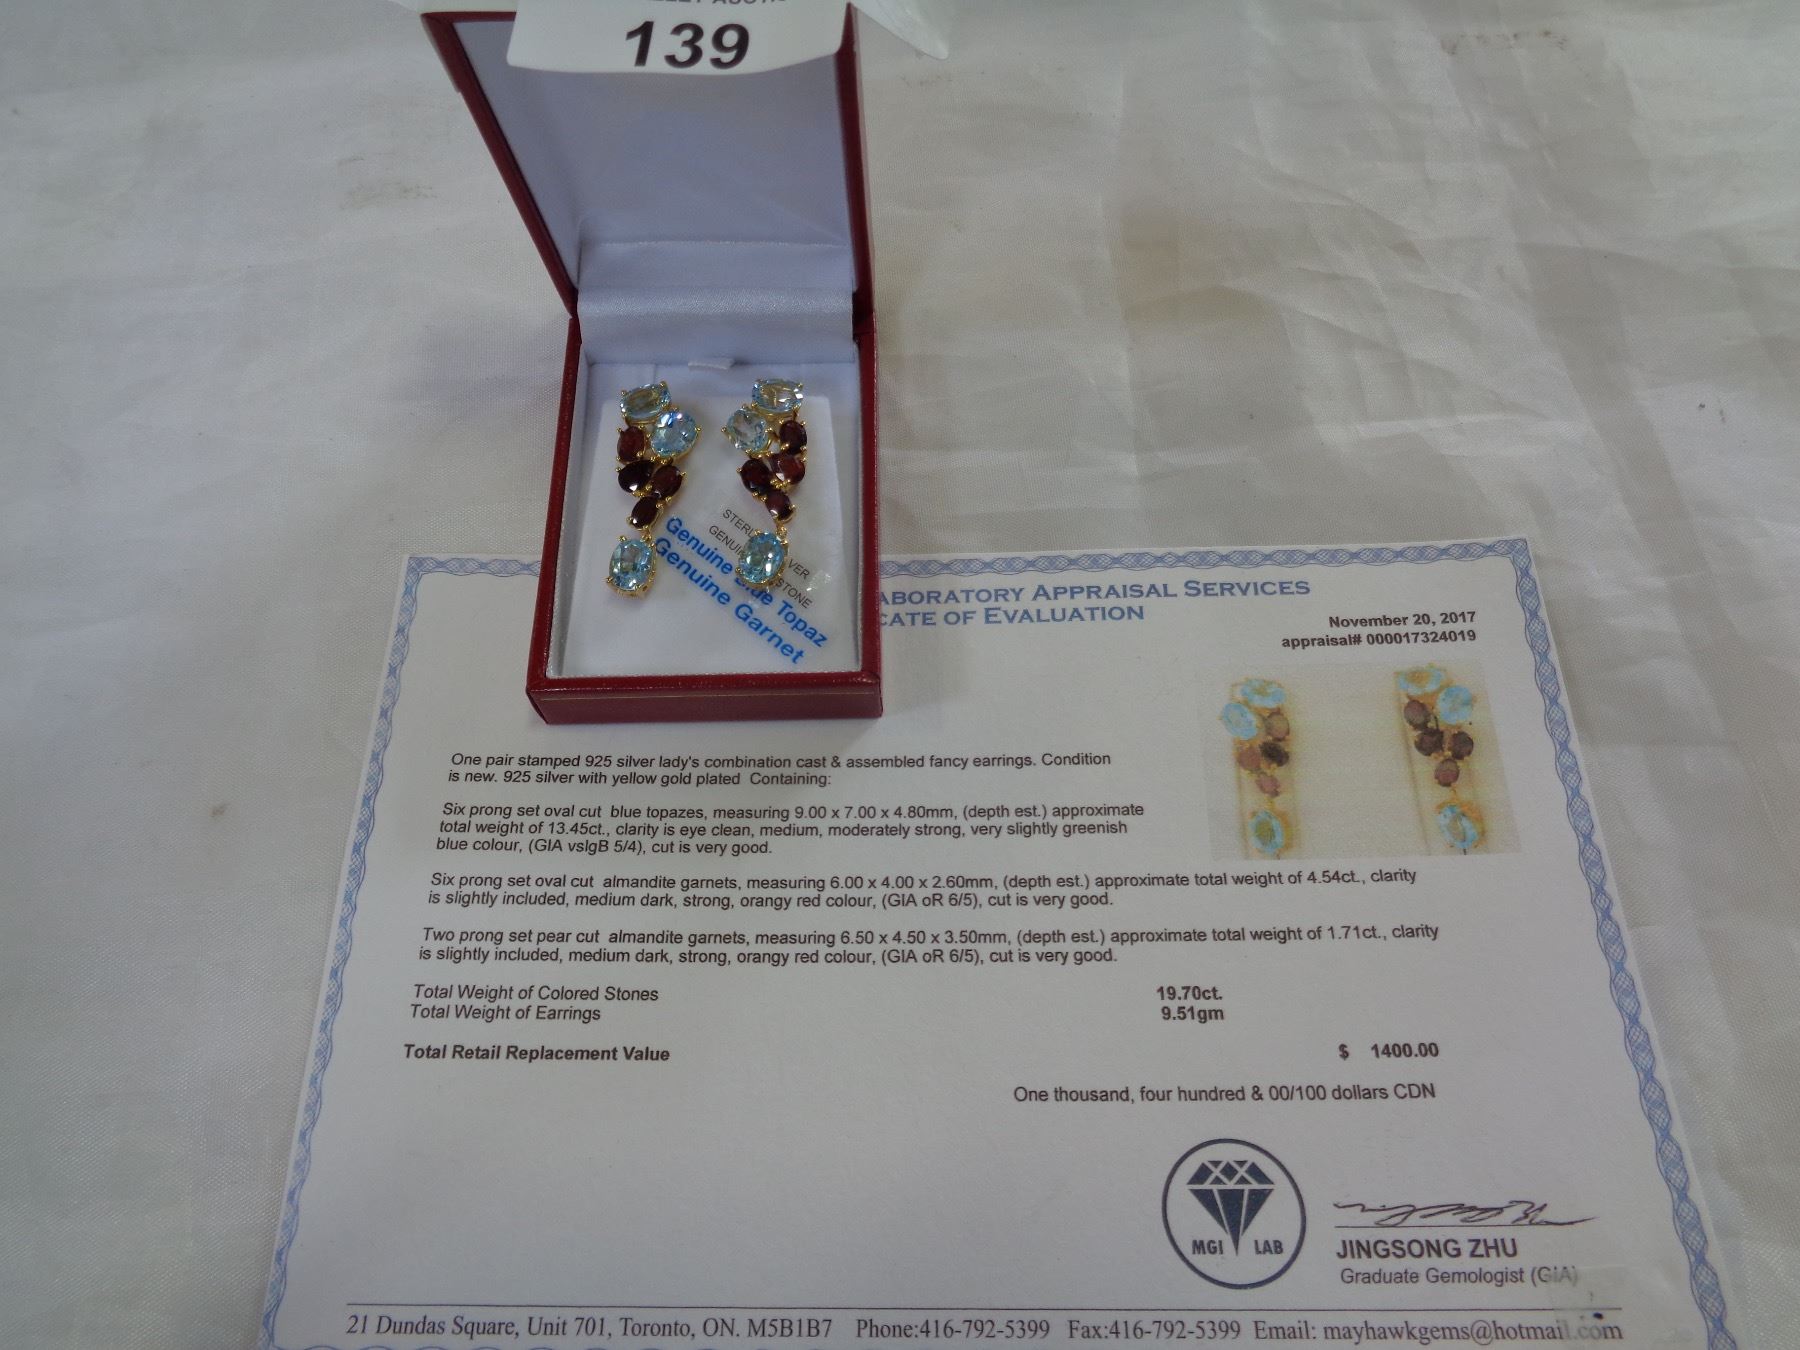 139
STERL VER
GENUIN STONE
Genuine Blue Topaz
Genuine Garnet
ABORATORY APPRAISAL SERVICES
CATE OF EVALUATION
November 20, 2017
appraisal# 000017324019
One pair stamped 925 silver lady's combination cast & assembled fancy earrings. Condition
is new. 925 silver with yellow gold plated Containing:
Six prong set oval cut blue topazes, measuring 9.00 x 7.00 x 4.80mm, (depth est.) approximate
total weight of 13.45ct., clarity is eye clean, medium, moderately strong, very slightly greenish
blue colour, (GIA vslgB 5/4), cut is very good.
Six prong set oval cut almandite garnets, measuring 6.00 x 4.00 x 2.60mm, (depth est.) approximate total weight of 4.54ct., clarity
is slightly included, medium dark, strong, orangy red colour, (GIA oR 6/5), cut is very good.
Two prong set pear cut almandite garnets, measuring 6.50 x 4.50 x 3.50mm, (depth est.) approximate total weight of 1.71ct., clarity
is slightly included, medium dark, strong, orangy red colour, (GIA oR 6/5), cut is very good.
Total Weight of Colored Stones 19.70ct.
Total Weight of Earrings 9.51gm
Total Retail Replacement Value $ 1400.00
One thousand, four hundred & 00/100 dollars CDN
MGI LAB
JINGSONG ZHU
Graduate Gemologist (GIA)
21 Dundas Square, Unit 701, Toronto, ON. M5B1B7 Phone:416-792-5399 Fax:416-792-5399 Email: mayhawkgems@hotmail.com